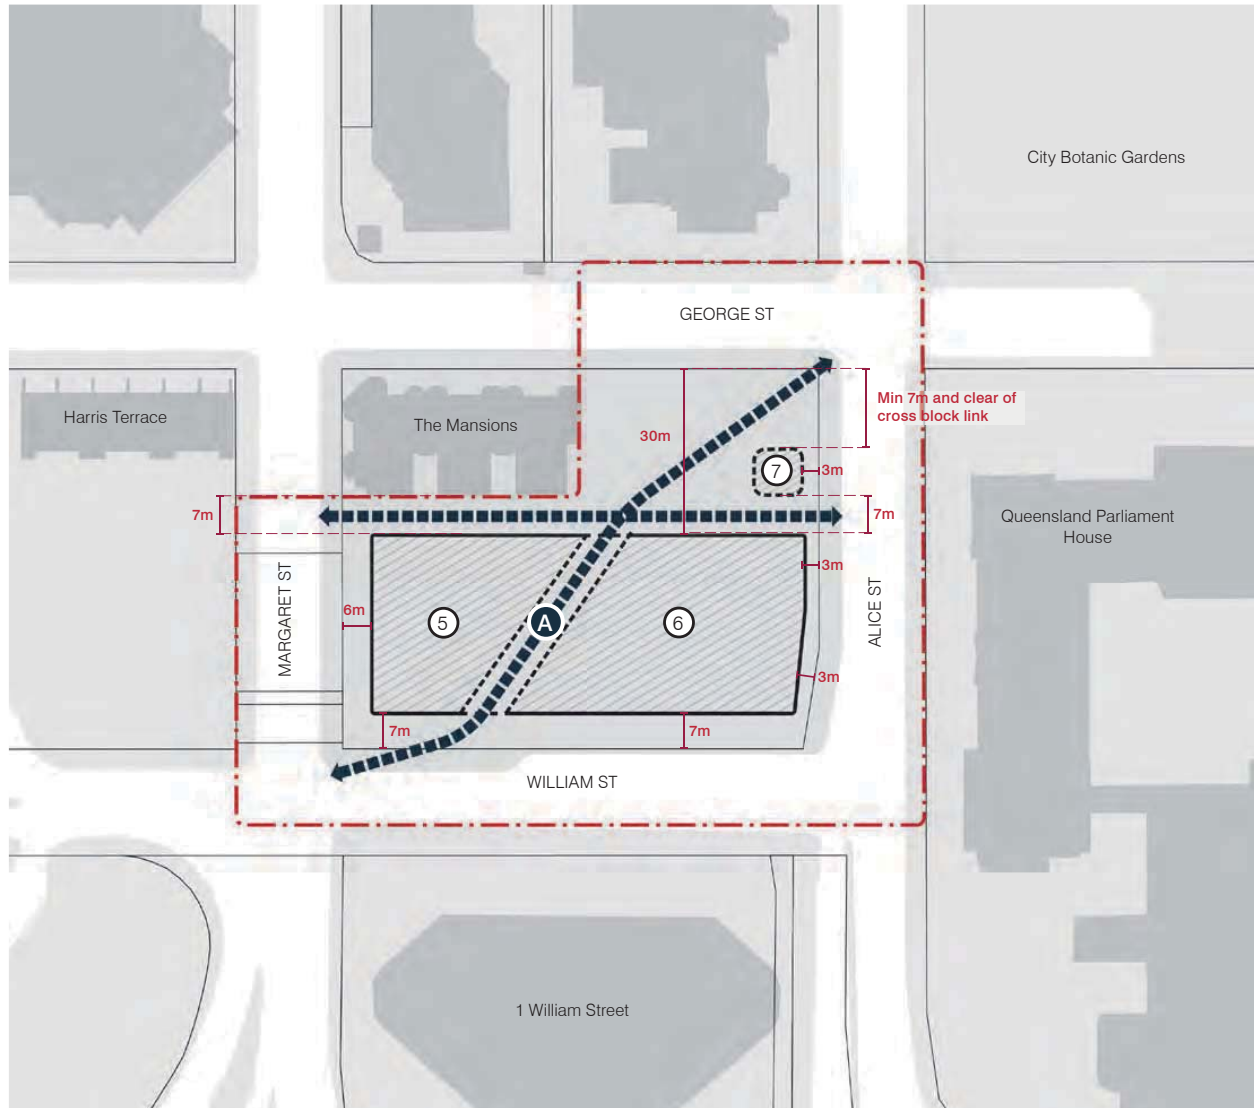 City Botanic Gardens
GEORGE ST
Min 7m and clear of
cross block link
Harris Terrace
The Mansions
30m
7
3m
7m
7m
Queensland Parliament
House
3m
MARGARET ST
6m
5
A
6
ALICE ST
3m
7m
7m
WILLIAM ST
1 William Street